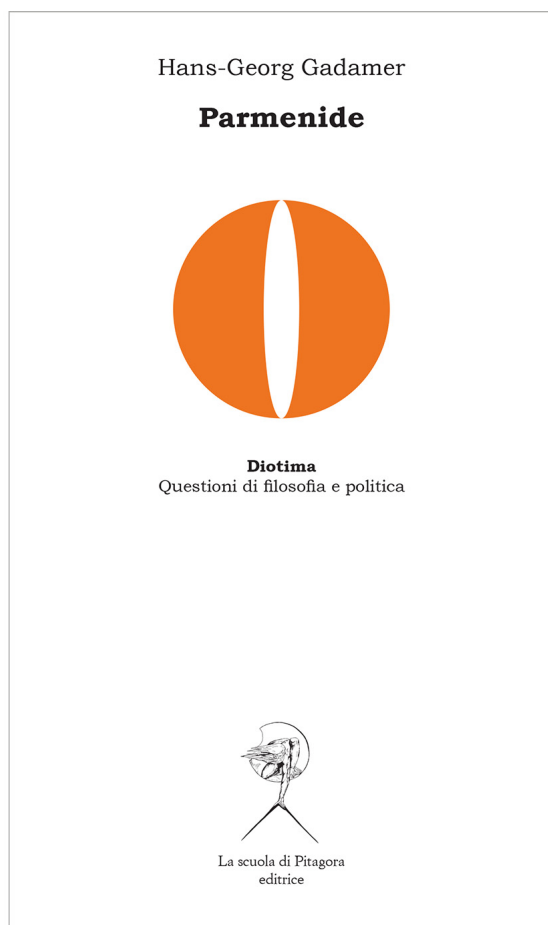 Hans-Georg Gadamer
Parmenide
Diotima
Questioni di filosofia e politica
La scuola di Pitagora
editrice